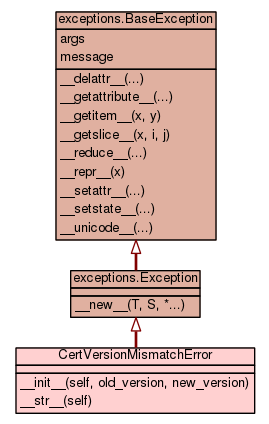 exceptions.BaseException
args
message
__delattr__(...)
__getattribute__(...)
__getitem__(x, y)
__getslice__(x, i, j)
__reduce__(...)
__repr__(x)
__setattr__(...)
__setstate__(...)
__unicode__(...)
exceptions.Exception
__new__(T, S, *...)
CertVersionMismatchError
__init__(self, old_version, new_version)
__str__(self)